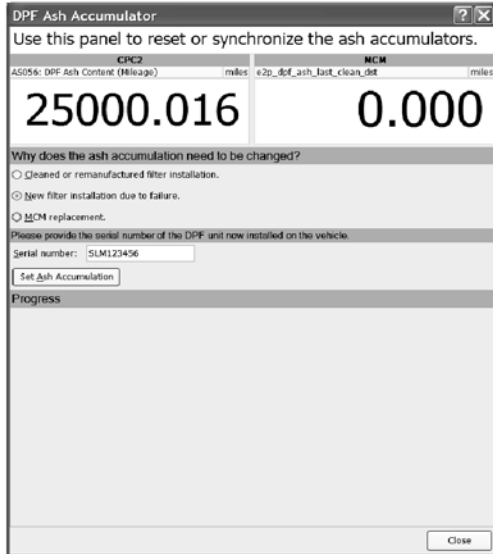 DPF Ash Accumulator
Use this panel to reset or synchronize the ash accumulators.
CPC2 MCM
AS056: DPF Ash Content (Mileage) miles e2p_dpf_ash_last_clean_dst miles
25000.016 0.000
Why does the ash accumulation need to be changed?
Cleaned or remanufactured filter installation.
New filter installation due to failure.
MCM replacement.
Please provide the serial number of the DPF unit now installed on the vehicle.
Serial number: SLM123456
Set Ash Accumulation
Progress
Close